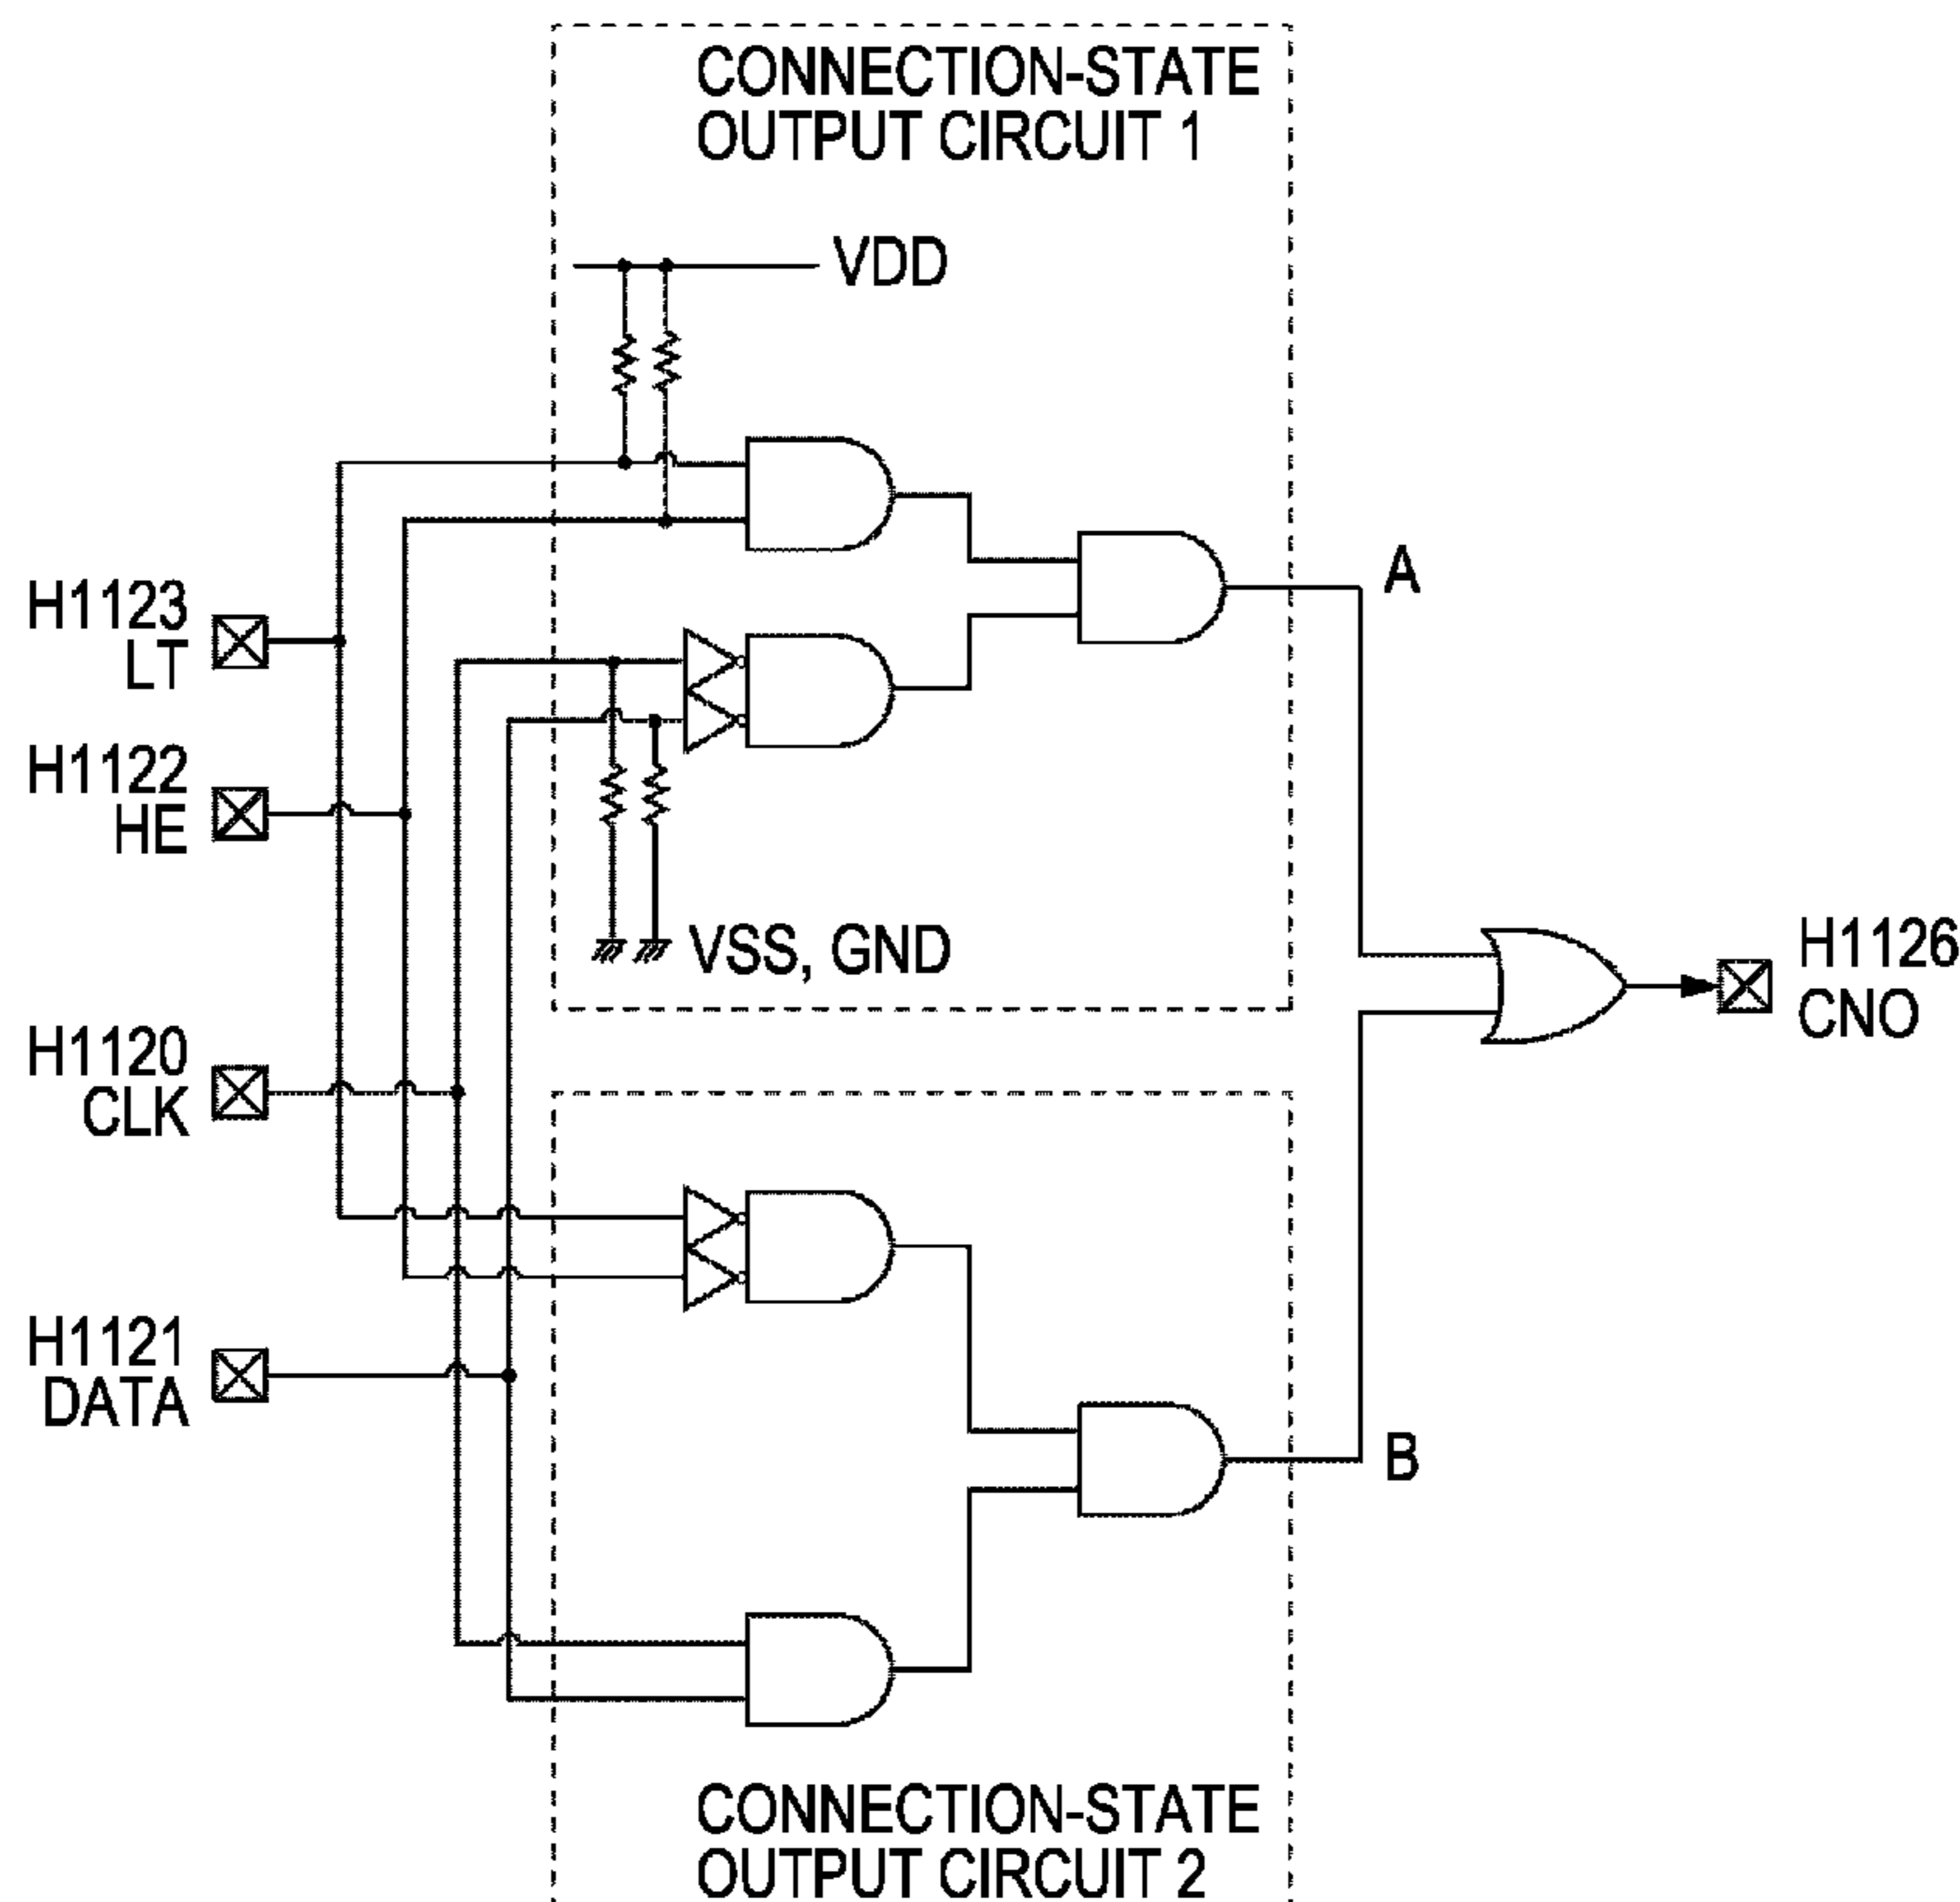 CONNECTION-STATE
OUTPUT CIRCUIT 1
VDD
A
H1123
LT
H1122
HE
VSS, GND
H1126
CNO
H1120
CLK
H1121
DATA
B
CONNECTION-STATE
OUTPUT CIRCUIT 2